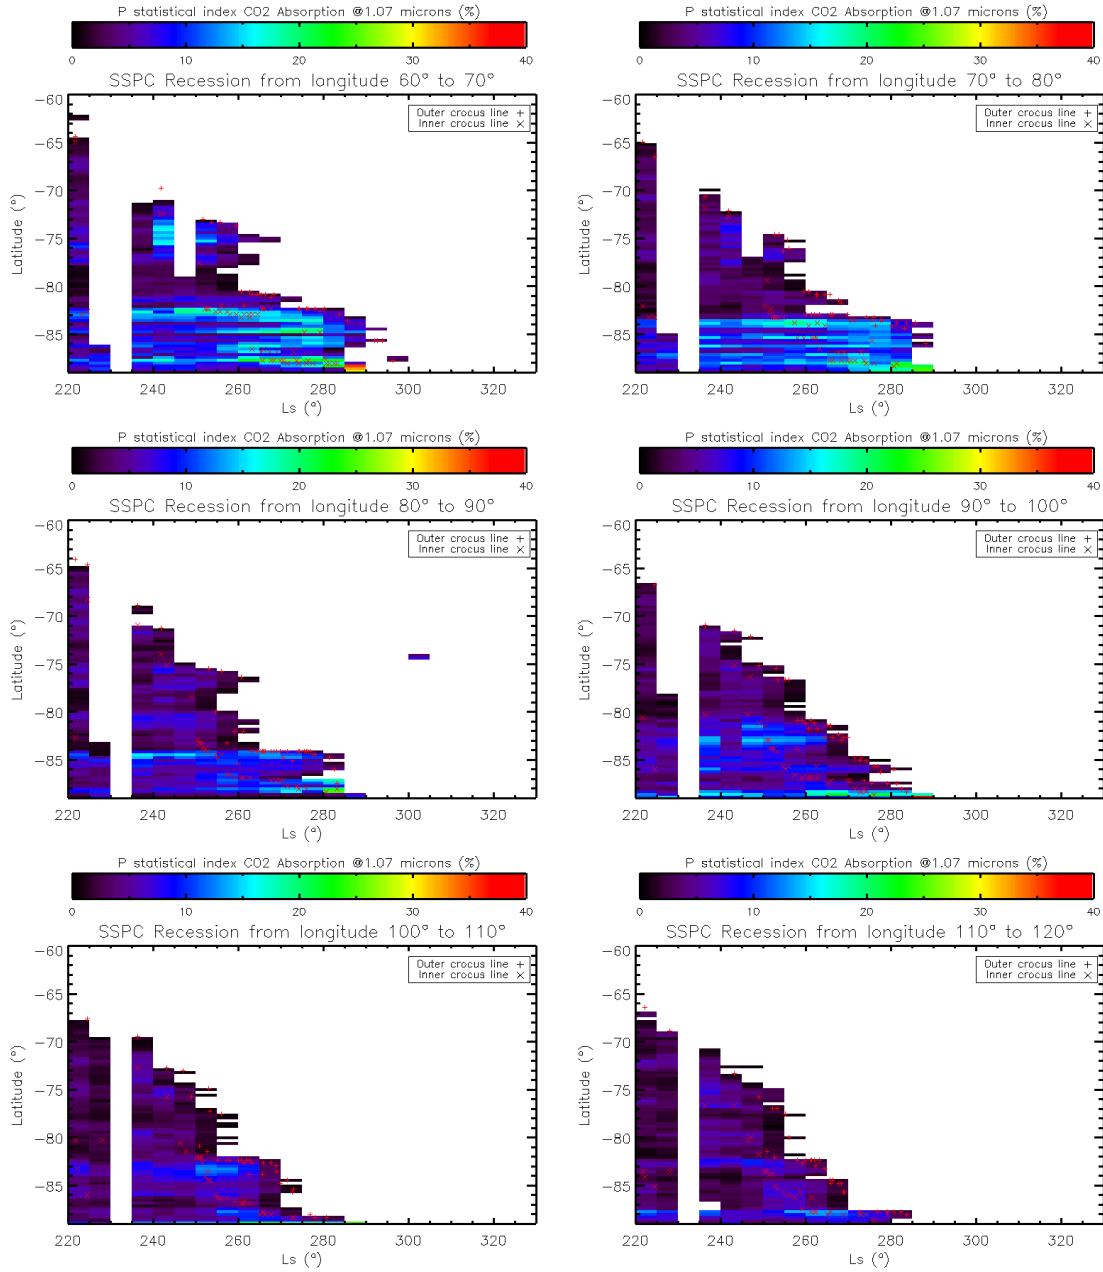 P statistical index CO2 Absorption @1.07 microns (%)
0 10 20 30 40
SSPC Recession from longitude 60° to 70°
Outer crocus line +
Inner crocus line ×
−60
−65
−70
−75
−80
−85
Latitude (°)
220 240 260 280 300 320
Ls (°)
P statistical index CO2 Absorption @1.07 microns (%)
0 10 20 30 40
SSPC Recession from longitude 70° to 80°
Outer crocus line +
Inner crocus line ×
−60
−65
−70
−75
−80
−85
Latitude (°)
220 240 260 280 300 320
Ls (°)
P statistical index CO2 Absorption @1.07 microns (%)
0 10 20 30 40
SSPC Recession from longitude 80° to 90°
Outer crocus line +
Inner crocus line ×
−60
−65
−70
−75
−80
−85
Latitude (°)
220 240 260 280 300 320
Ls (°)
P statistical index CO2 Absorption @1.07 microns (%)
0 10 20 30 40
SSPC Recession from longitude 90° to 100°
Outer crocus line +
Inner crocus line ×
−60
−65
−70
−75
−80
−85
Latitude (°)
220 240 260 280 300 320
Ls (°)
P statistical index CO2 Absorption @1.07 microns (%)
0 10 20 30 40
SSPC Recession from longitude 100° to 110°
Outer crocus line +
Inner crocus line ×
−60
−65
−70
−75
−80
−85
Latitude (°)
220 240 260 280 300 320
Ls (°)
P statistical index CO2 Absorption @1.07 microns (%)
0 10 20 30 40
SSPC Recession from longitude 110° to 120°
Outer crocus line +
Inner crocus line ×
−60
−65
−70
−75
−80
−85
Latitude (°)
220 240 260 280 300 320
Ls (°)